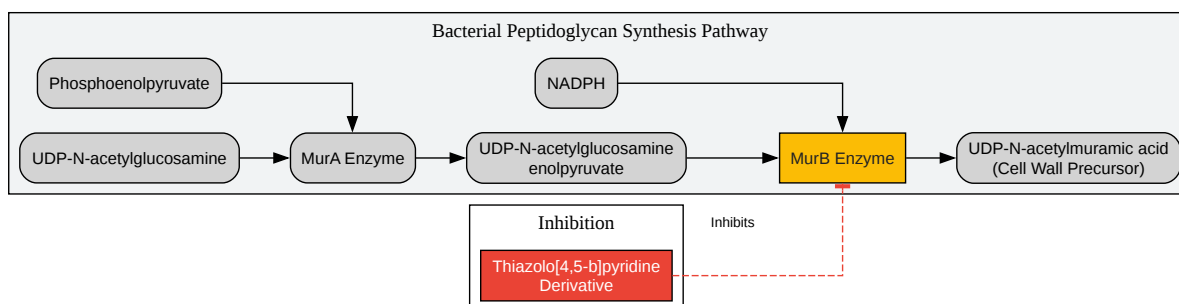 Bacterial Peptidoglycan Synthesis Pathway
Phosphoenolpyruvate
NADPH
UDP-N-acetylglucosamine
MurA Enzyme
UDP-N-acetylglucosamine
enolpyruvate
MurB Enzyme
UDP-N-acetylmuramic acid
(Cell Wall Precursor)
Inhibition
Inhibits
Thiazolo[4,5-b]pyridine
Derivative